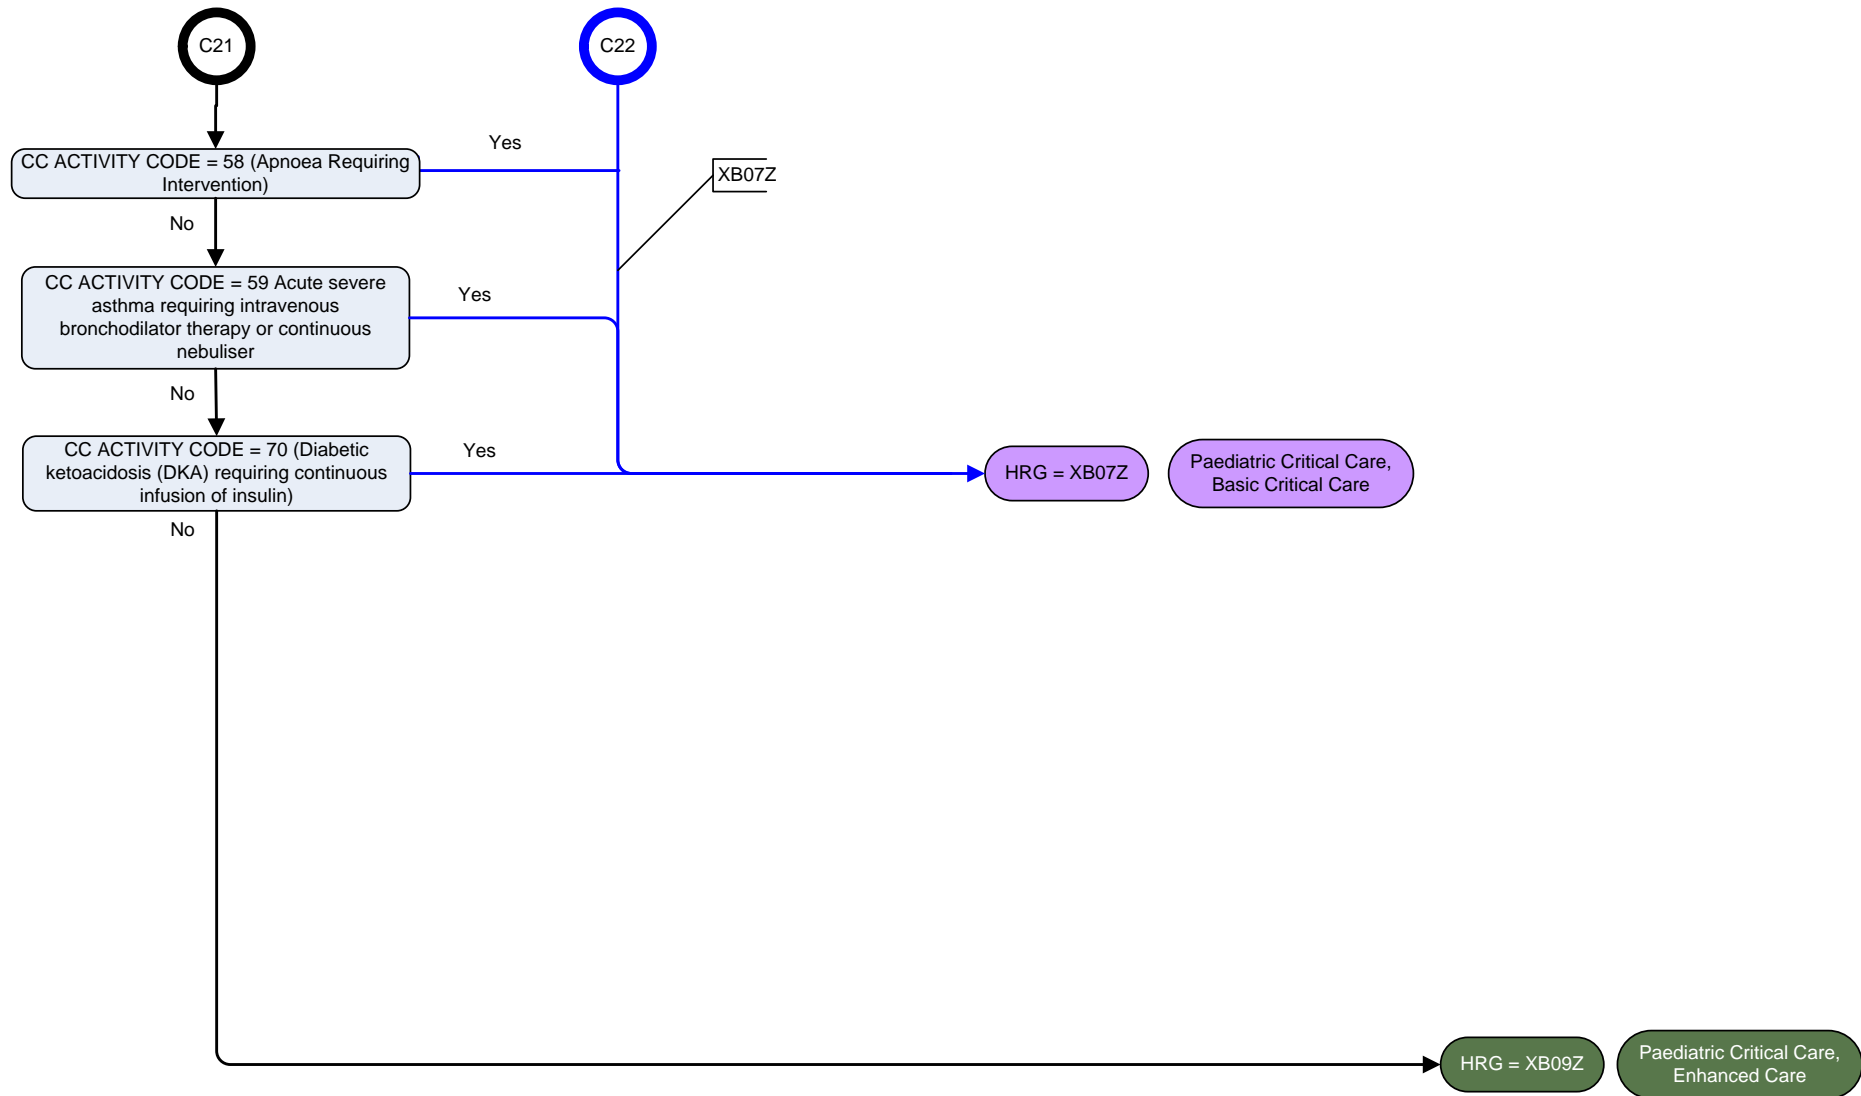 C21
C22
CC ACTIVITY CODE = 58 (Apnoea Requiring
Intervention)
Yes
XB07Z
No
CC ACTIVITY CODE = 59 Acute severe
asthma requiring intravenous
bronchodilator therapy or continuous
nebuliser
Yes
No
CC ACTIVITY CODE = 70 (Diabetic
ketoacidosis (DKA) requiring continuous
infusion of insulin)
Yes
HRG = XB07Z
Paediatric Critical Care,
Basic Critical Care
No
HRG = XB09Z
Paediatric Critical Care,
Enhanced Care